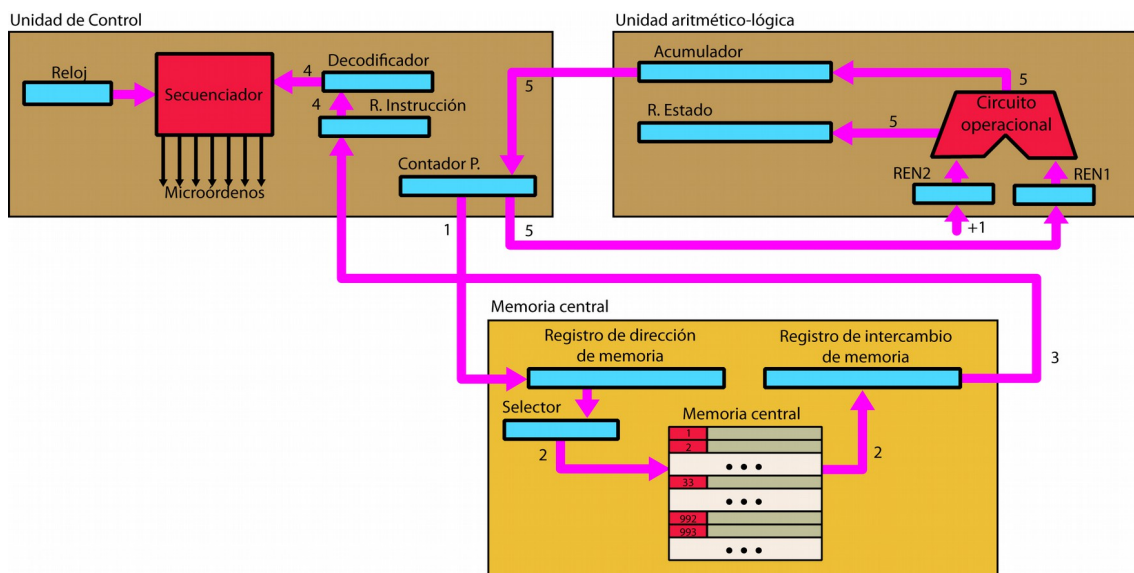 Unidad de Control
Unidad aritmético-lógica
Reloj
Secuenciador
4
Decodificador
4
R. Instrucción
Microórdenes
Contador P.
5
Acumulador
R. Estado
5
5
Circuito
operacional
REN2
REN1
+1
1
5
3
Memoria central
Registro de dirección
de memoria
Registro de intercambio
de memoria
Selector
2
Memoria central
1
2
• • •
33
• • •
992
993
• • •
2